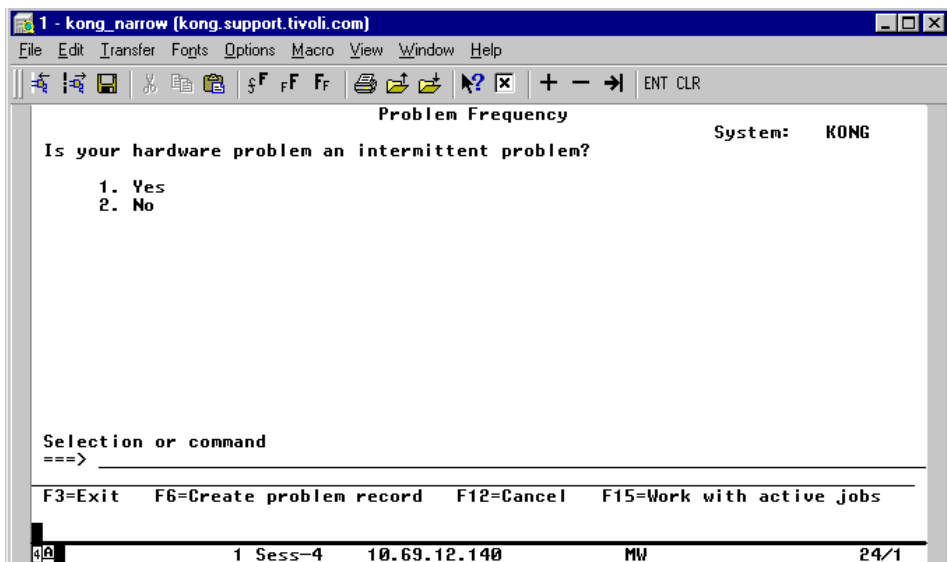 1 - kong_narrow (kong.support.tivoli.com)
File Edit Transfer Fonts Options Macro View Window Help
ENT CLR
Problem Frequency
System: KONG
Is your hardware problem an intermittent problem?
1. Yes
2. No
Selection or command
===>
F3=Exit F6=Create problem record F12=Cancel F15=Work with active jobs
4 A 1 Sess-4 10.69.12.140 MW 24/1